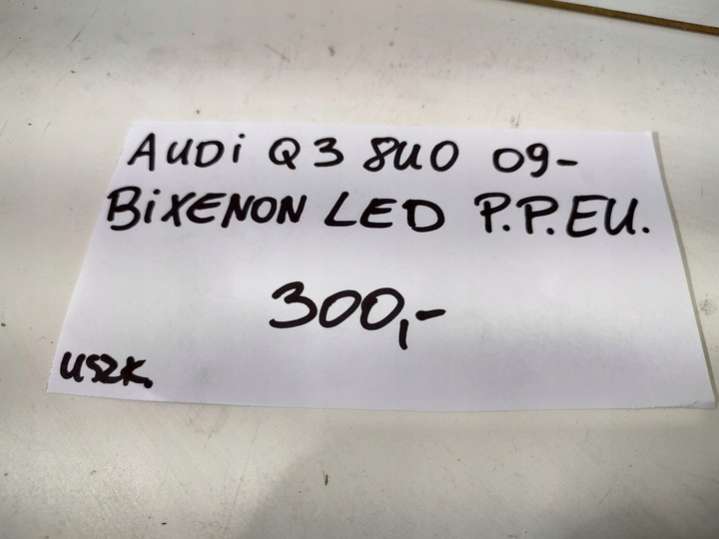 AUDi Q3 8U0 09-
BiXENON LED P.P.EU.
300,-
USZK.